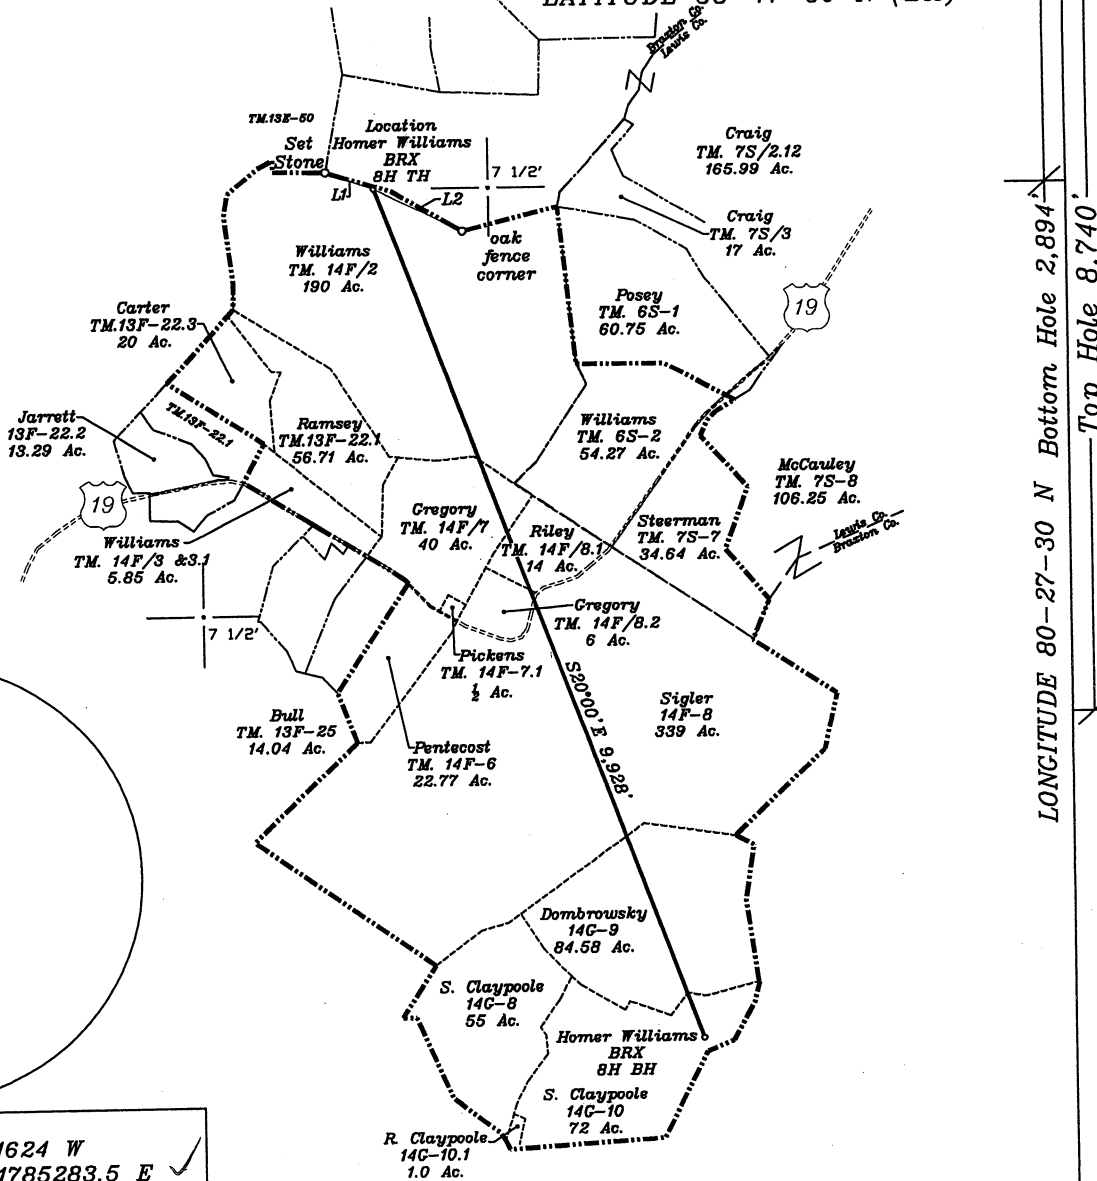 Braxton Co.
Lewis Co.
TM.13E-50
Set
Stone
Location
Homer Williams
BRX
8H TH
7 1/2'
L1
L2
oak
fence
corner
Craig
TM. 7S/2.12
165.99 Ac.
Craig
TM. 7S/3
17 Ac.
Williams
TM. 14F/2
190 Ac.
Posey
TM. 6S-1
60.75 Ac.
19
Carter
TM.13F-22.3
20 Ac.
TM.13F-22.1
Jarrett
13F-22.2
13.29 Ac.
Ramsey
TM.13F-22.1
56.71 Ac.
Williams
TM. 6S-2
54.27 Ac.
McCauley
TM. 7S-8
106.25 Ac.
19
Williams
TM. 14F/3 &3.1
5.85 Ac.
Gregory
TM. 14F/7
40 Ac.
Riley
TM. 14F/8.1
14 Ac.
Steerman
TM. 7S-7
34.64 Ac.
Lewis Co.
Braxton Co.
7 1/2'
Gregory
TM. 14F/8.2
6 Ac.
Pickens
TM. 14F-7.1
½ Ac.
S20°00'E 9,928'
Sigler
14F-8
339 Ac.
Bull
TM. 13F-25
14.04 Ac.
Pentecost
TM. 14F-6
22.77 Ac.
Dombrowsky
14G-9
84.58 Ac.
S. Claypoole
14G-8
55 Ac.
Homer Williams
BRX
8H BH
S. Claypoole
14G-10
72 Ac.
R. Claypoole
14G-10.1
1.0 Ac.
LONGITUDE 80-27-30 N Bottom Hole 2,894'
Top Hole 8,740'
1624 W
1785283.5 E